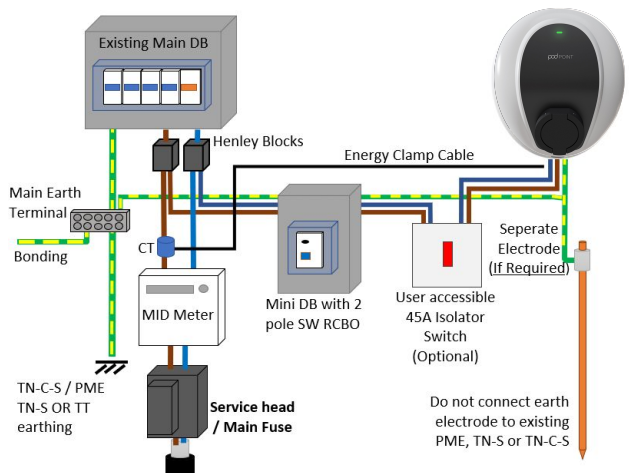 Existing Main DB
pod POINT
Henley Blocks
Energy Clamp Cable
Main Earth
Terminal
Bonding
CT
MID Meter
Mini DB with 2
pole SW RCBO
User accessible
45A Isolator
Switch
(Optional)
Seperate
Electrode
(If Required)
TN-C-S / PME
TN-S OR TT
earthing
Service head
/ Main Fuse
Do not connect earth
electrode to existing
PME, TN-S or TN-C-S